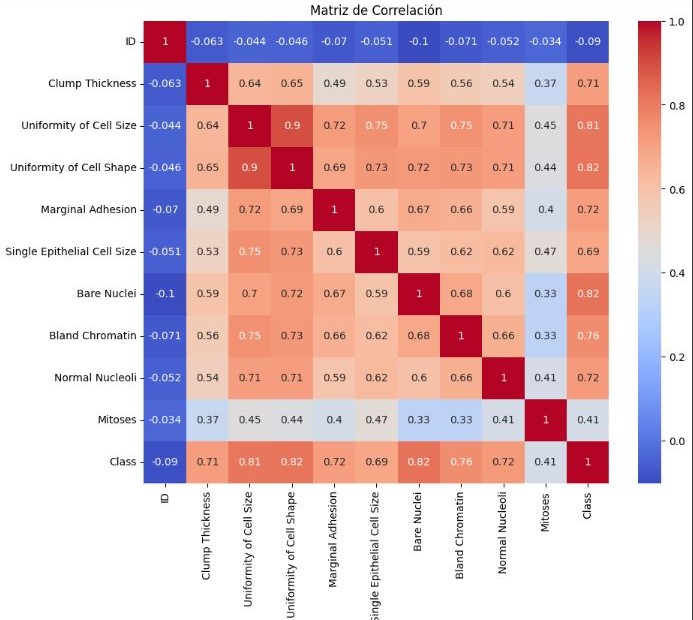 Matriz de Correlación
ID 1 -0.063 -0.044 -0.046 -0.07 -0.051 -0.1 -0.071 -0.052 -0.034 -0.09
Clump Thickness -0.063 1 0.64 0.65 0.49 0.53 0.59 0.56 0.54 0.37 0.71
Uniformity of Cell Size -0.044 0.64 1 0.9 0.72 0.75 0.7 0.75 0.71 0.45 0.81
Uniformity of Cell Shape -0.046 0.65 0.9 1 0.69 0.73 0.72 0.73 0.71 0.44 0.82
Marginal Adhesion -0.07 0.49 0.72 0.69 1 0.6 0.67 0.66 0.59 0.4 0.72
Single Epithelial Cell Size -0.051 0.53 0.75 0.73 0.6 1 0.59 0.62 0.62 0.47 0.69
Bare Nuclei -0.1 0.59 0.7 0.72 0.67 0.59 1 0.68 0.6 0.33 0.82
Bland Chromatin -0.071 0.56 0.75 0.73 0.66 0.62 0.68 1 0.66 0.33 0.76
Normal Nucleoli -0.052 0.54 0.71 0.71 0.59 0.62 0.6 0.66 1 0.41 0.72
Mitoses -0.034 0.37 0.45 0.44 0.4 0.47 0.33 0.33 0.41 1 0.41
Class -0.09 0.71 0.81 0.82 0.72 0.69 0.82 0.76 0.72 0.41 1
ID
Clump Thickness
Uniformity of Cell Size
Uniformity of Cell Shape
Marginal Adhesion
Single Epithelial Cell Size
Bare Nuclei
Bland Chromatin
Normal Nucleoli
Mitoses
Class
1.0
0.8
0.6
0.4
0.2
0.0